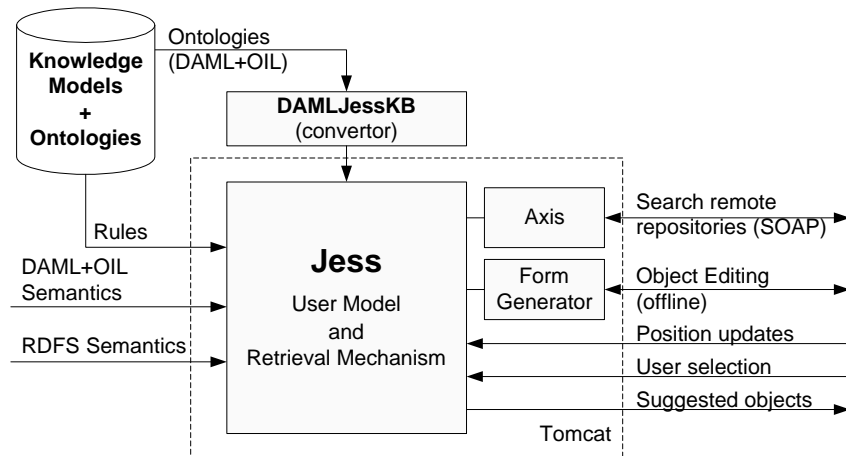 Knowledge
Models
+
Ontologies
Ontologies
(DAML+OIL)
DAMLJessKB
(convertor)
Rules
DAML+OIL
Semantics
RDFS Semantics
Jess
User Model
and
Retrieval Mechanism
Axis
Form
Generator
Search remote
repositories (SOAP)
Object Editing
(offline)
Position updates
User selection
Suggested objects
Tomcat